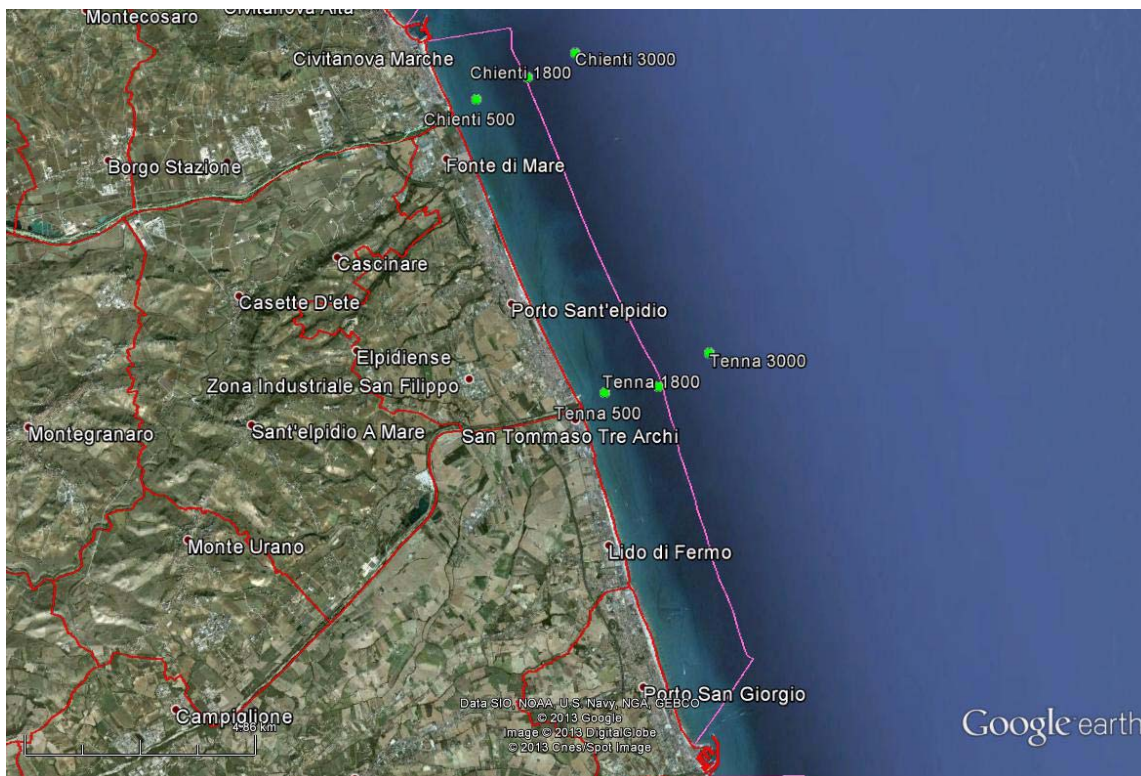 Montecosaro
Civitanova Alta
Civitanova Marche
Chienti 3000
Chienti 1800
Chienti 500
Borgo Stazione
Fonte di Mare
Cascinare
Casette D'ete
Porto Sant'elpidio
Elpidiense
Tenna 3000
Zona Industriale San Filippo
Tenna 1800
Tenna 500
Montegranaro
Sant'elpidio A Mare
San Tommaso Tre Archi
Monte Urano
Lido di Fermo
Porto San Giorgio
Data SIO, NOAA, U.S. Navy, NGA, GEBCO
© 2013 Google
Image © 2013 DigitalGlobe
© 2013 Cnes/Spot Image
Campiglione
4.86 km
Google earth